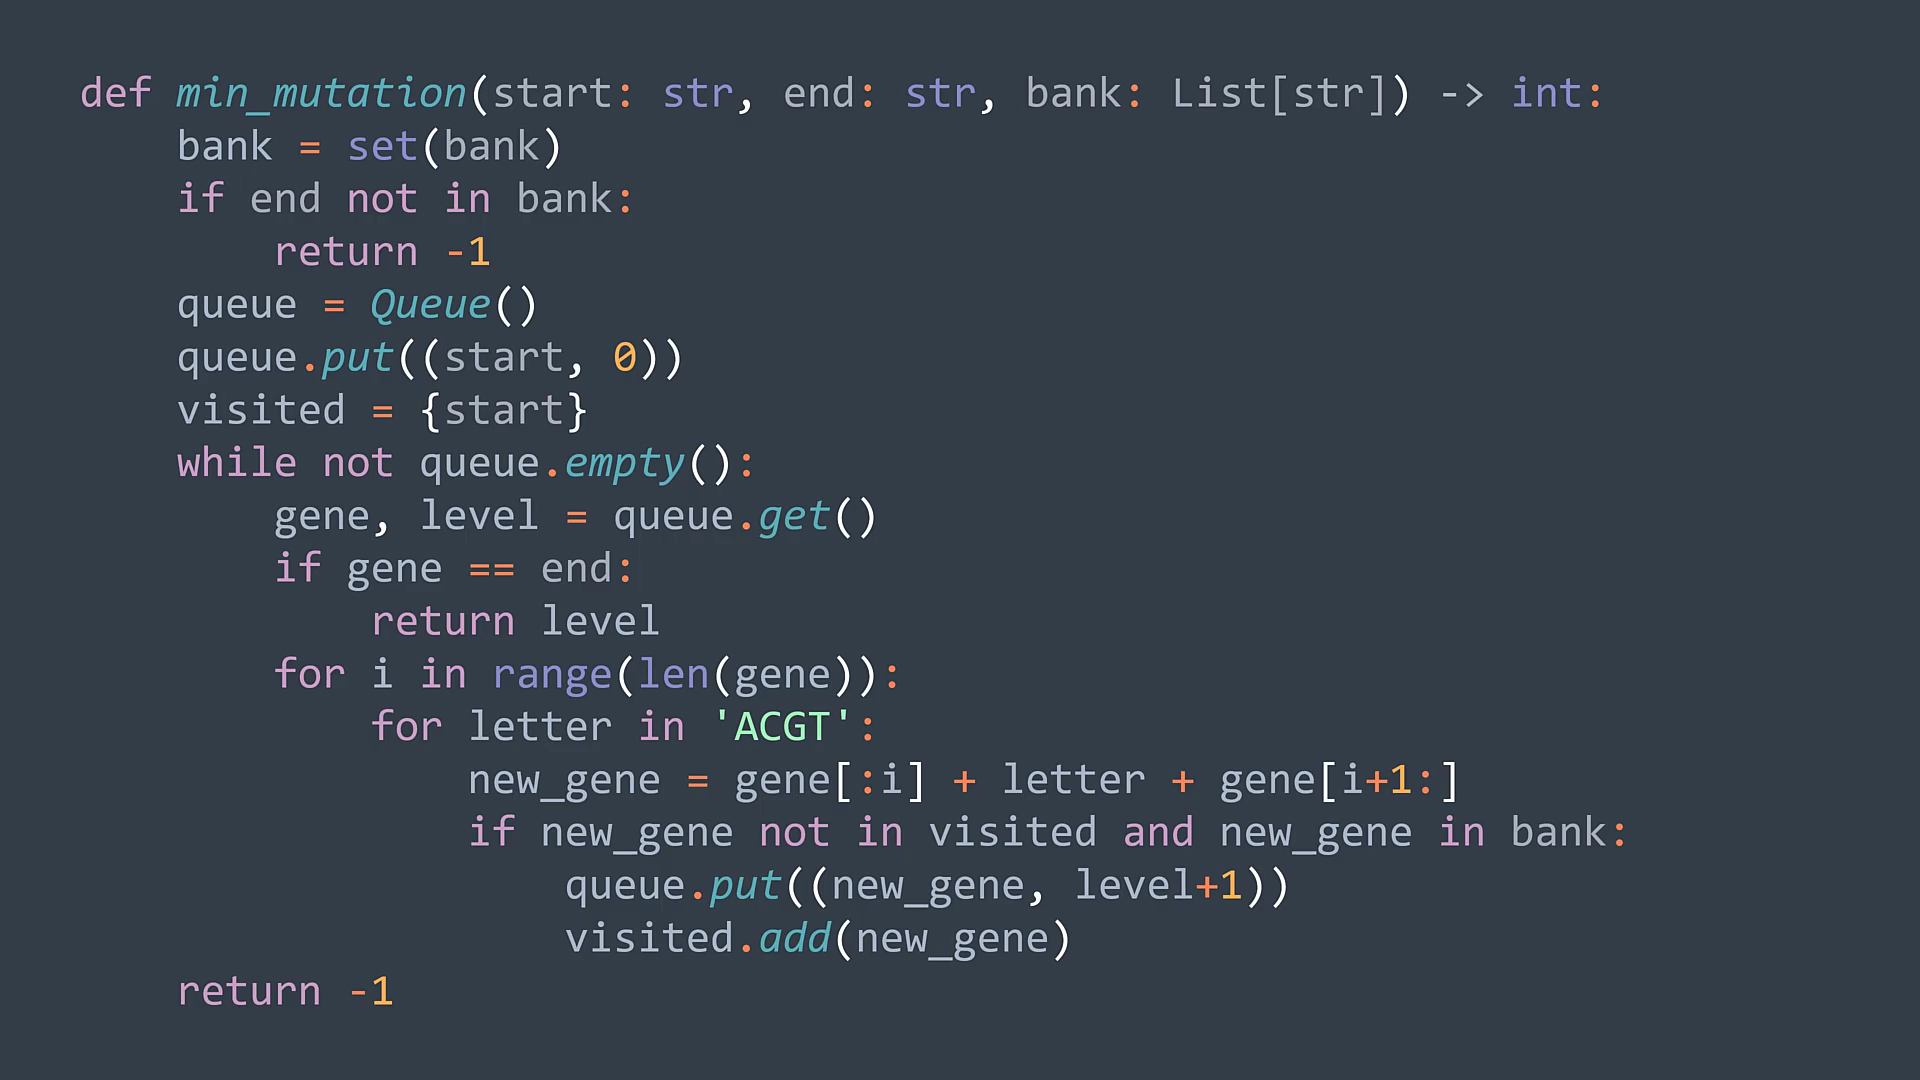 def min_mutation(start: str, end: str, bank: List[str]) -> int:
    bank = set(bank)
    if end not in bank:
        return -1
    queue = Queue()
    queue.put((start, 0))
    visited = {start}
    while not queue.empty():
        gene, level = queue.get()
        if gene == end:
            return level
        for i in range(len(gene)):
            for letter in 'ACGT':
                new_gene = gene[:i] + letter + gene[i+1:]
                if new_gene not in visited and new_gene in bank:
                    queue.put((new_gene, level+1))
                    visited.add(new_gene)
    return -1